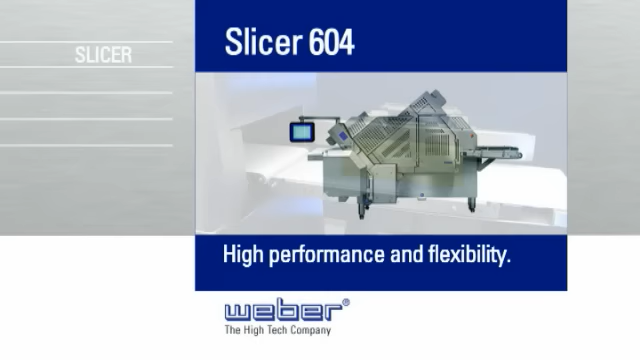 SLICER
Slicer 604
High performance and flexibility.
weber®
The High Tech Company